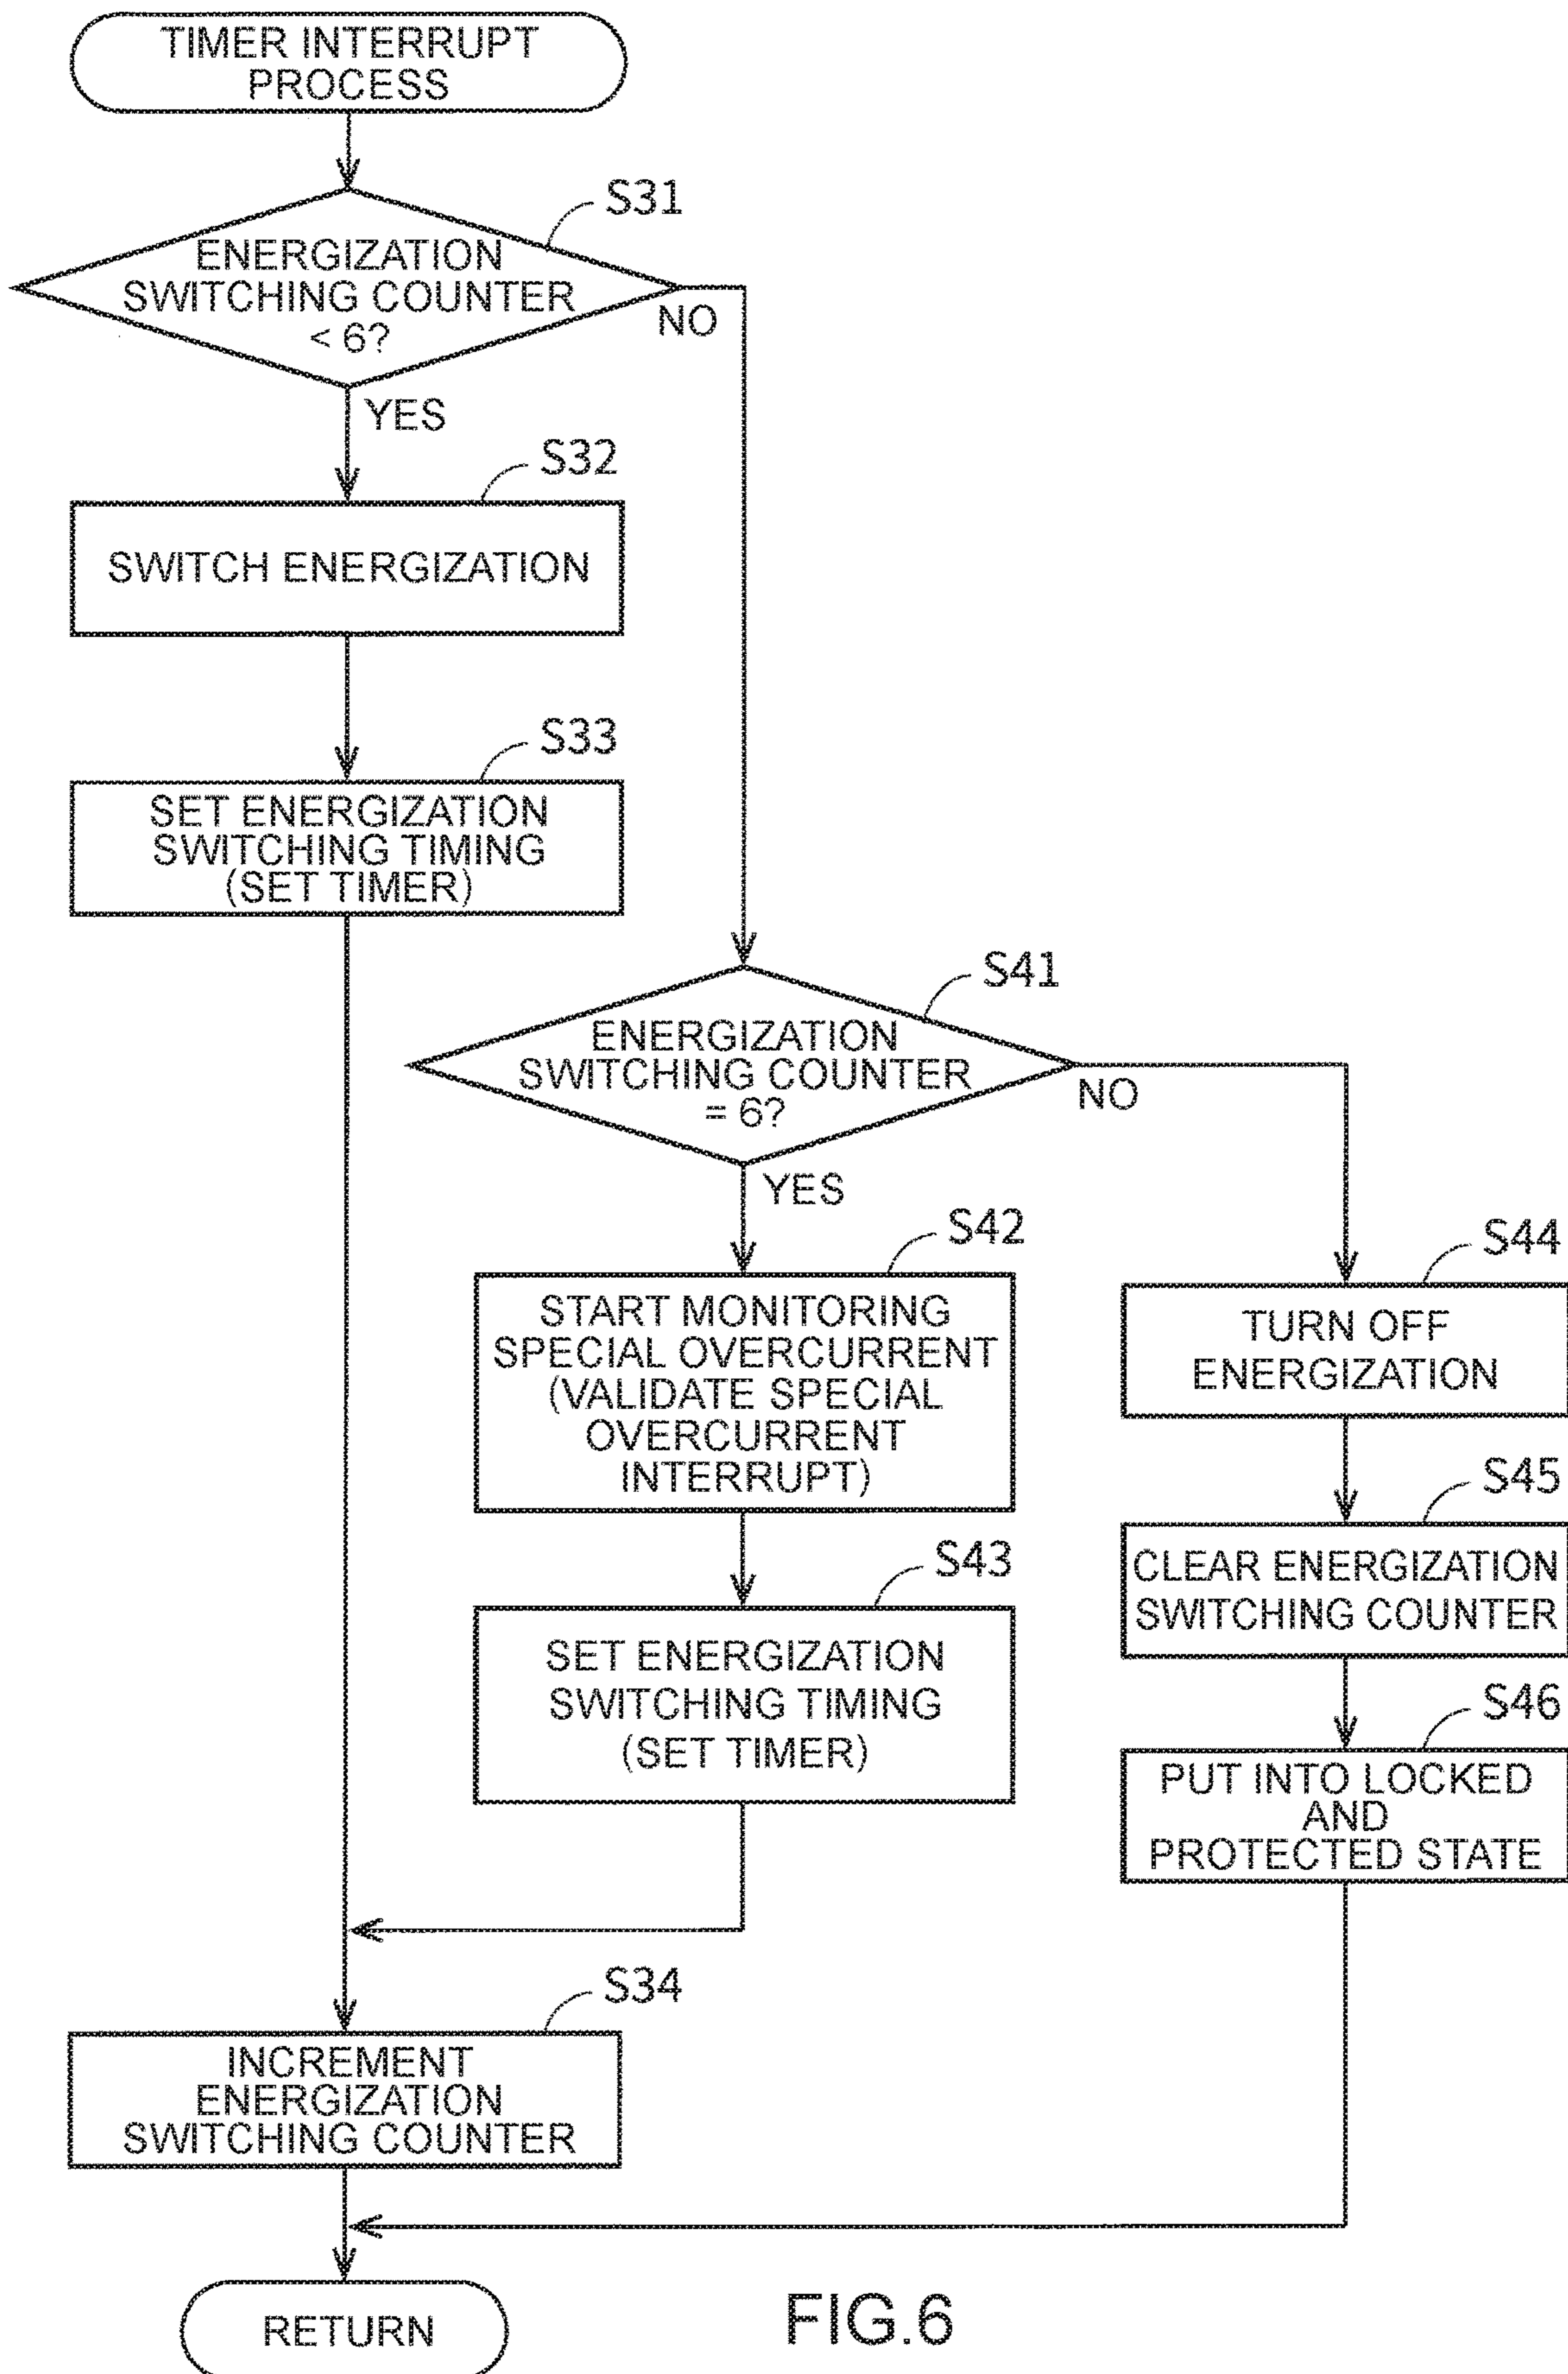 TIMER INTERRUPT
PROCESS
S31
ENERGIZATION
SWITCHING COUNTER
< 6?
NO
YES
S32
SWITCH ENERGIZATION
S33
SET ENERGIZATION
SWITCHING TIMING
(SET TIMER)
S41
ENERGIZATION
SWITCHING COUNTER
= 6?
NO
YES
S42
START MONITORING
SPECIAL OVERCURRENT
(VALIDATE SPECIAL
OVERCURRENT
INTERRUPT)
S43
SET ENERGIZATION
SWITCHING TIMING
(SET TIMER)
S44
TURN OFF
ENERGIZATION
S45
CLEAR ENERGIZATION
SWITCHING COUNTER
S46
PUT INTO LOCKED
AND
PROTECTED STATE
S34
INCREMENT
ENERGIZATION
SWITCHING COUNTER
RETURN
FIG.6